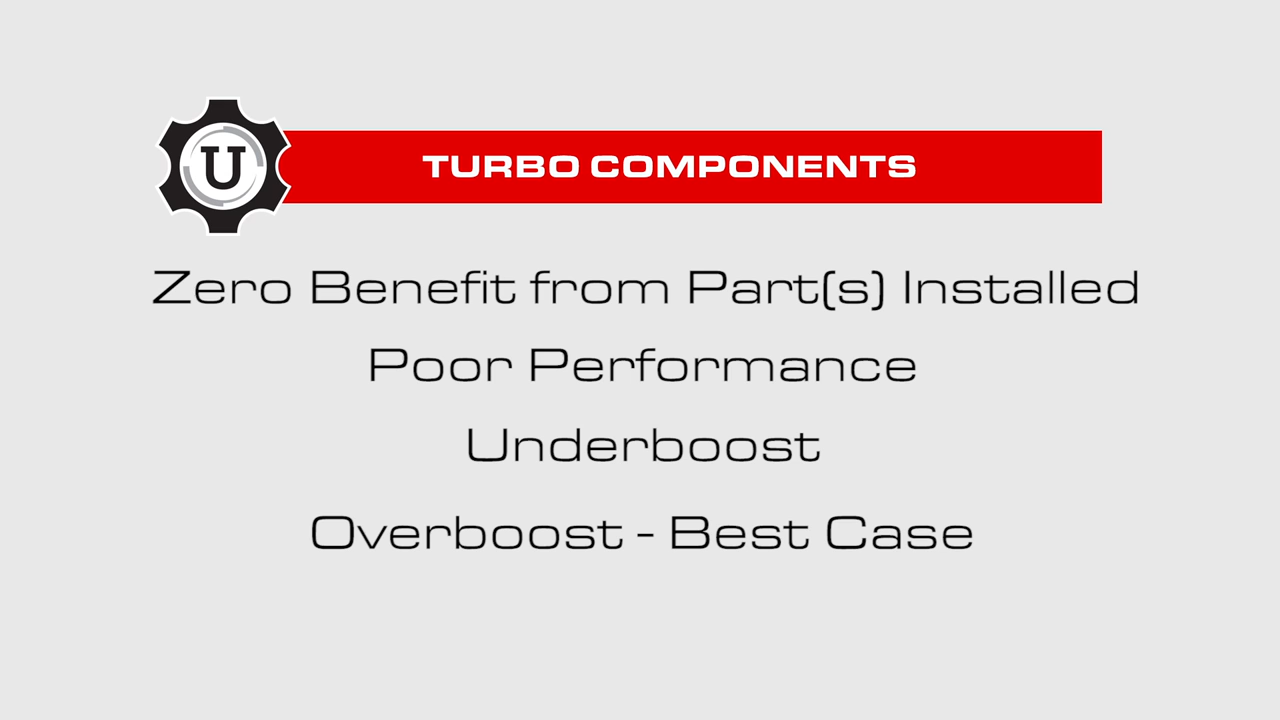 U
TURBO COMPONENTS
Zero Benefit from Part(s) Installed
Poor Performance
Underboost
Overboost - Best Case